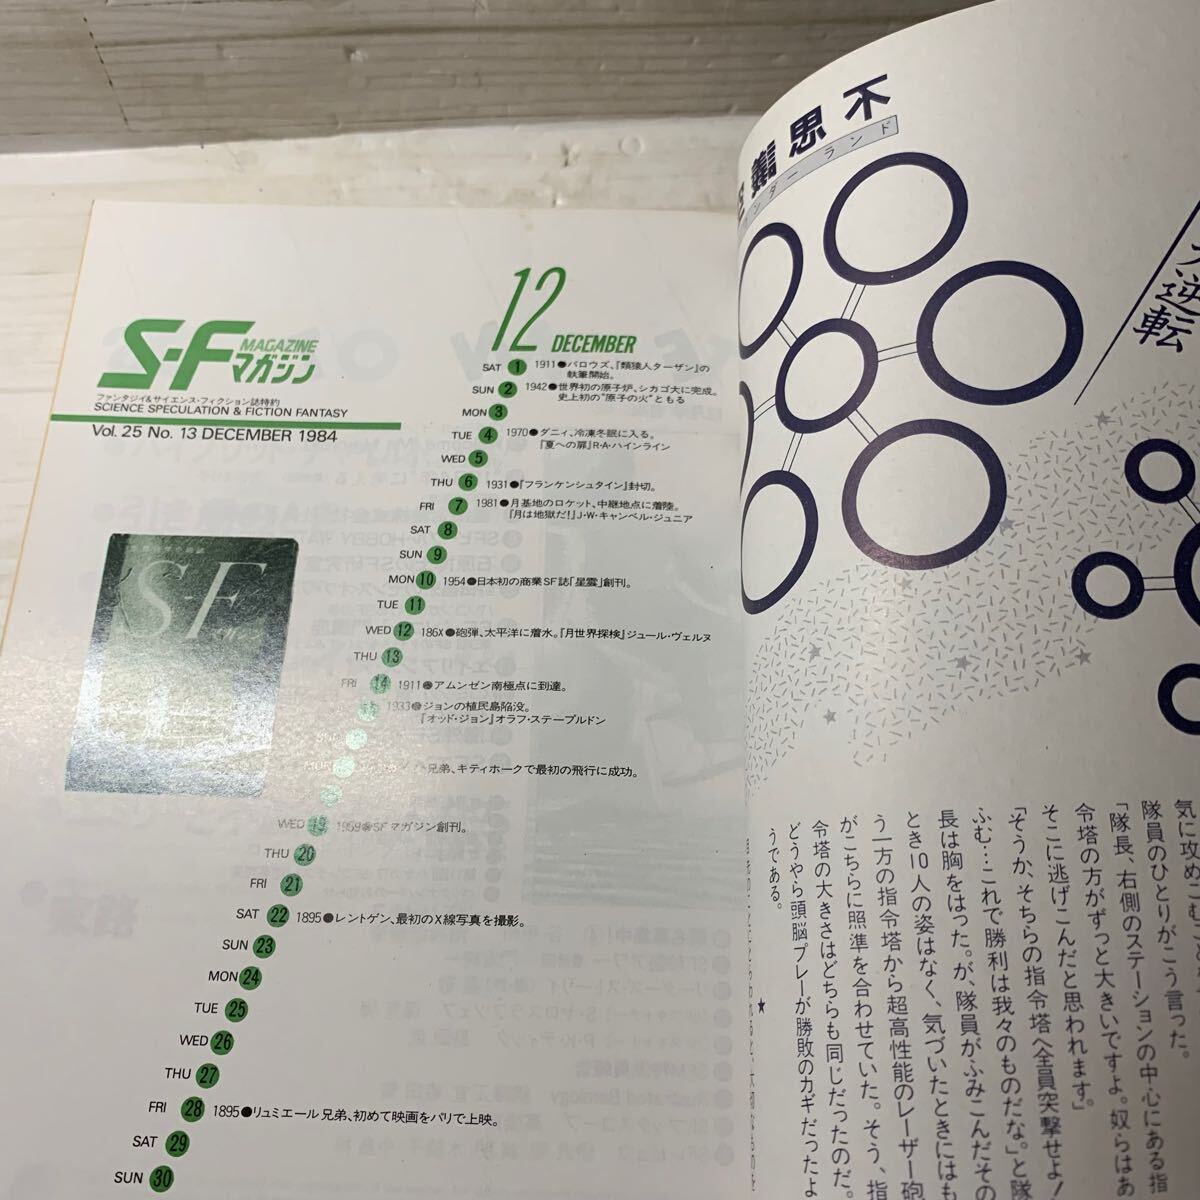 12
DECEMBER
S-F
MAGAZINE
マガジン
ファンタジイ&サイエンス・フィクション誌特約
SCIENCE SPECULATION & FICTION FANTASY
Vol. 25 No. 13 DECEMBER 1984
SAT 1 1911●バロウズ、『類猿人ターザン』の
執筆開始。
SUN 2 1942●世界初の原子炉、シカゴ大に完成。
史上初の“原子の火”ともる
MON 3
TUE 4 1970●ダニィ、冷凍冬眠に入る。
『夏への扉』R・A・ハインライン
WED 5
THU 6 1931●『フランケンシュタイン』封切。
FRI 7 1981●月基地のロケット、中継地点に着陸。
『月は地獄だ!』J・W・キャンベル・ジュニア
SAT 8
SUN 9
MON 10 1954●日本初の商業SF誌「星雲」創刊。
TUE 11
WED 12 186X●砲弾、太平洋に着水。『月世界探検』ジュール・ヴェルヌ
THU 13
FRI 14 1911●アムンゼン南極点に到達。
1933●ジョンの植民島陥没。
『オッド・ジョン』オラフ・ステープルドン
兄弟、キティホークで最初の飛行に成功。
WED 19 1959●SFマガジン創刊。
THU 20
FRI 21
SAT 22 1895●レントゲン、最初のX線写真を撮影。
SUN 23
MON 24
TUE 25
WED 26
THU 27
FRI 28 1895●リュミエール兄弟、初めて映画をパリで上映。
SAT 29
SUN 30
S-F
不思議
ンダーランド
逆転
隊員のひとりがこう言った。
「隊長、右側のステーションの中心にある指
令塔の方がずっと大きいですよ。奴らはあ
そこに逃げこんだと思われます」
「そうか、そちらの指令塔へ全員突撃せよ!
ふむ…これで勝利は我々のものだな。と隊
長は胸をはった。が、隊員がふみこんだその
とき10人の姿はなく、気づいたときにはも
う一方の指令塔から超高性能のレーザー砲
がこちらに照準を合わせていた。そう、指
令塔の大きさはどちらも同じだったのだ。
どうやら頭脳プレーが勝敗のカギだったよ
うである。
★